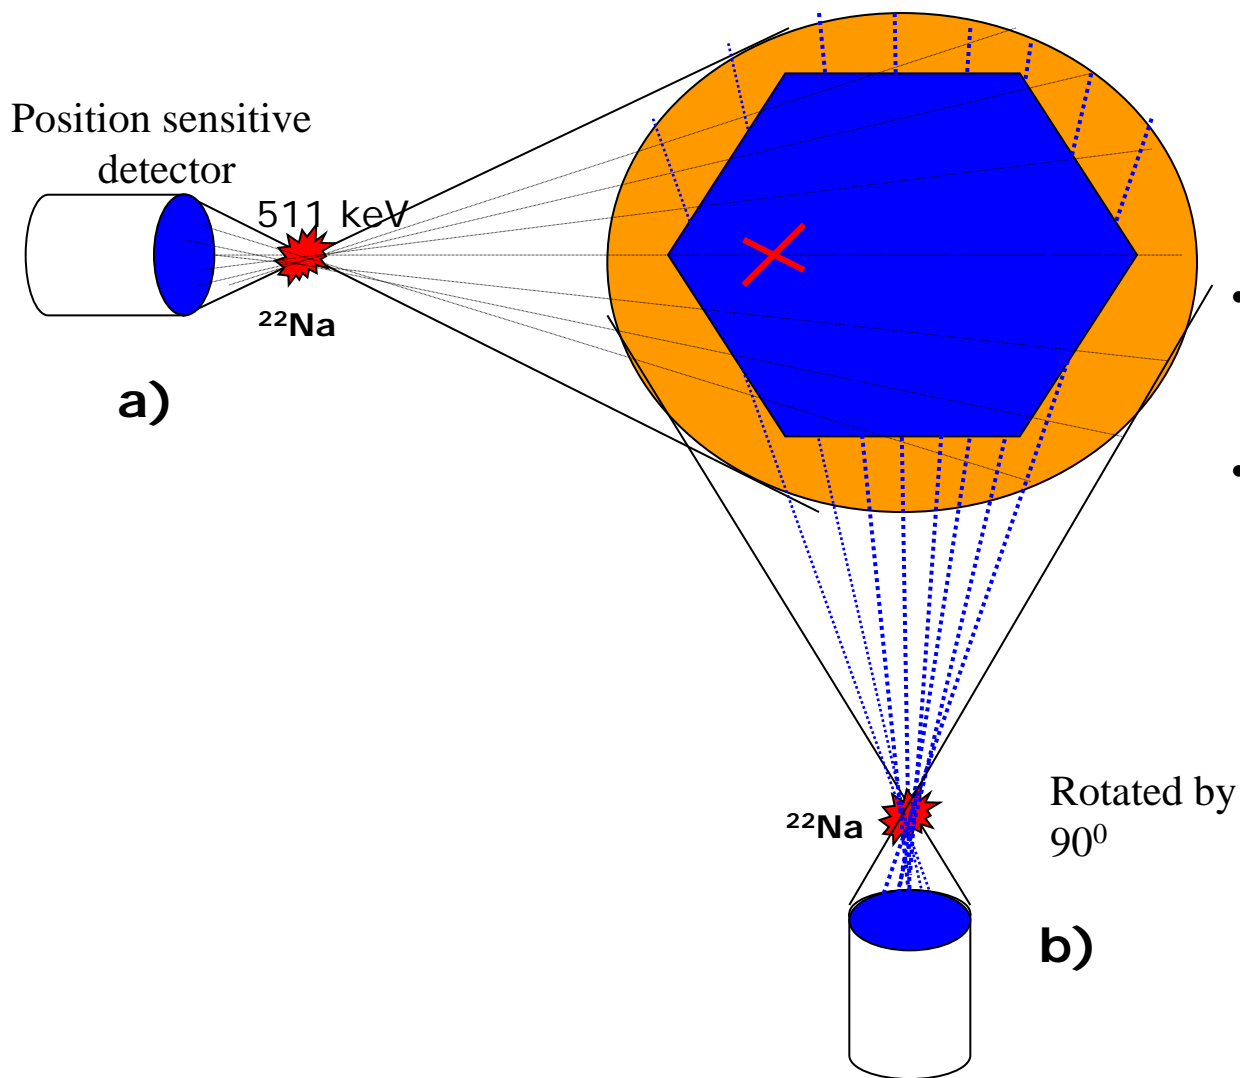 Position sensitive
detector
511 keV
²²Na
a)
•
•
²²Na
Rotated by
90⁰
b)